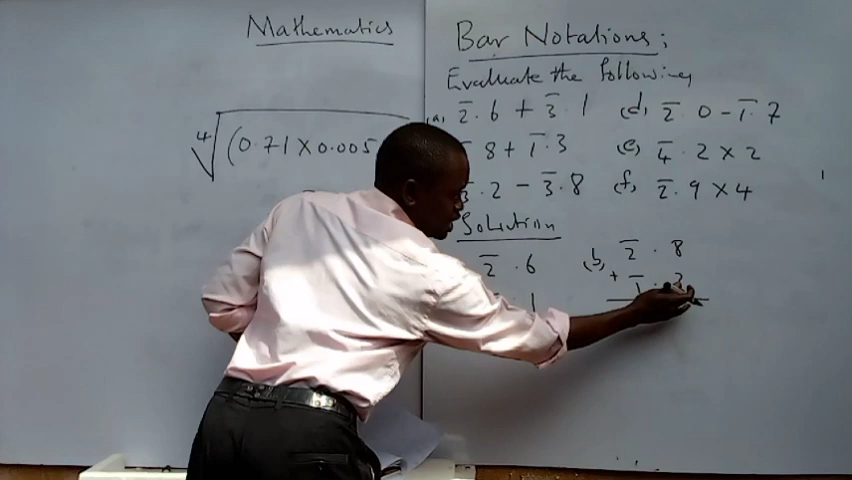 Mathematics
⁴√(0.71 × 0.005
Bar Notations;
Evaluate the following
(a) 2̅ . 6 + 3̅ . 1 (d) 2̅ . 0 - 1̅ . 7
8 + 1̅ . 3 (e) 4̅ . 2 × 2
3̅ . 2 - 3̅ . 8 (f) 2̅ . 9 × 4
Solution
2̅ . 6 (b) 2̅ . 8
. 1 + 1̅ . 3